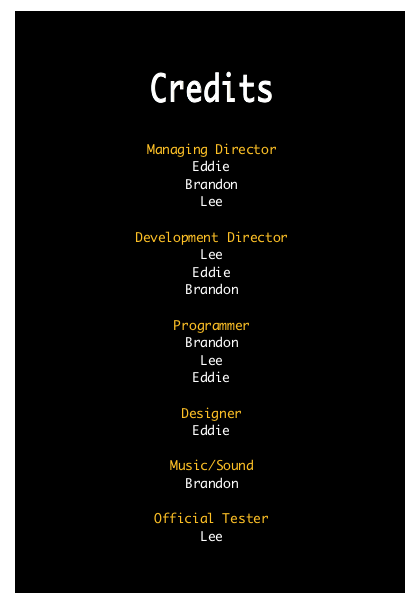 Credits
Managing Director
Eddie
Brandon
Lee
Development Director
Lee
Eddie
Brandon
Programmer
Brandon
Lee
Eddie
Designer
Eddie
Music/Sound
Brandon
Official Tester
Lee